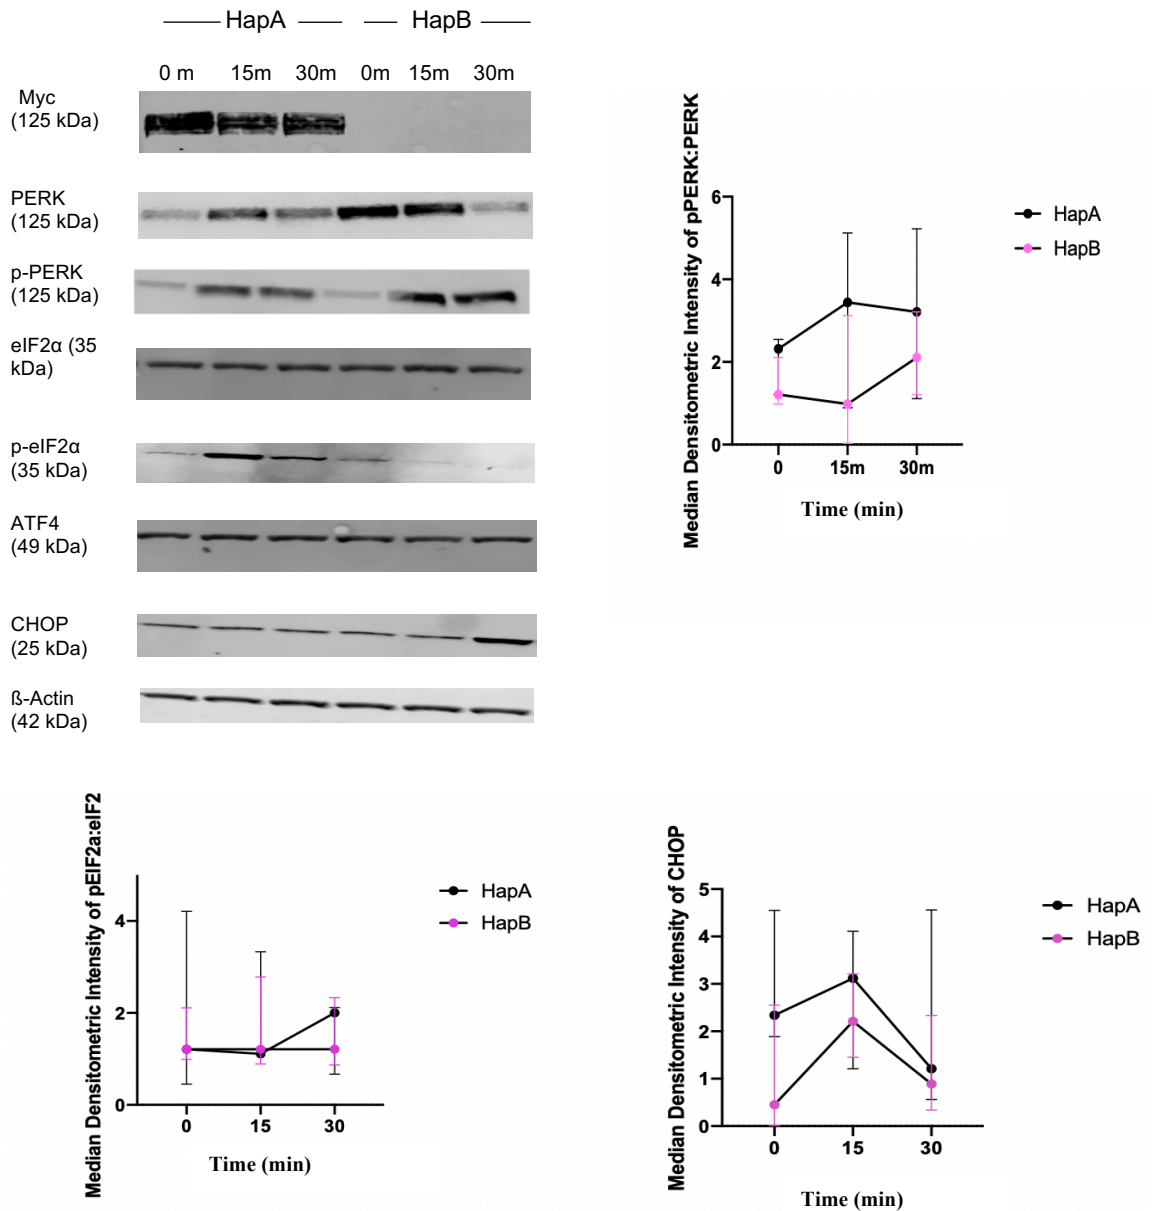 HapA HapB
0 m 15m 30m 0m 15m 30m
Myc
(125 kDa)
PERK
(125 kDa)
p-PERK
(125 kDa)
eIF2α (35
kDa)
p-eIF2α
(35 kDa)
ATF4
(49 kDa)
CHOP
(25 kDa)
ß-Actin
(42 kDa)
Median Densitometric Intensity of pPERK:PERK
6
4
2
0
0 15m 30m
Time (min)
HapA
HapB
Median Densitometric Intensity of pEIF2a:eIF2
4
2
0
0 15 30
Time (min)
HapA
HapB
Median Densitometric Intensity of CHOP
5
4
3
2
1
0
0 15 30
Time (min)
HapA
HapB